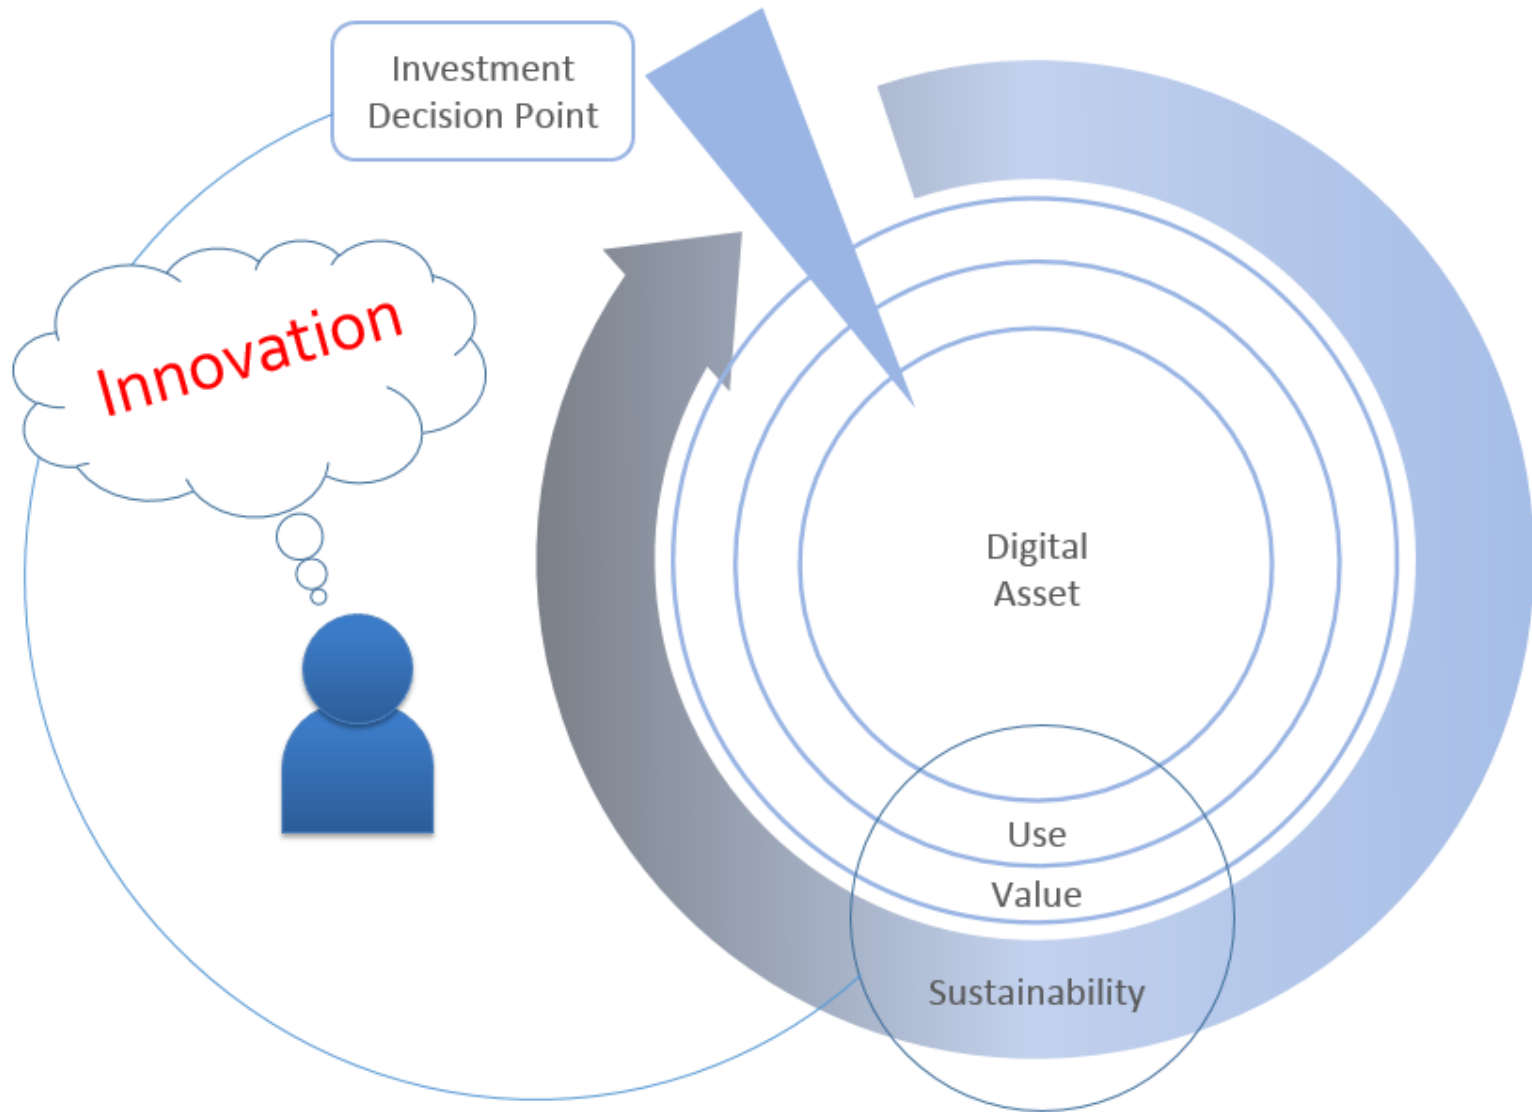 Investment
Decision Point
Innovation
Digital
Asset
Use
Value
Sustainability